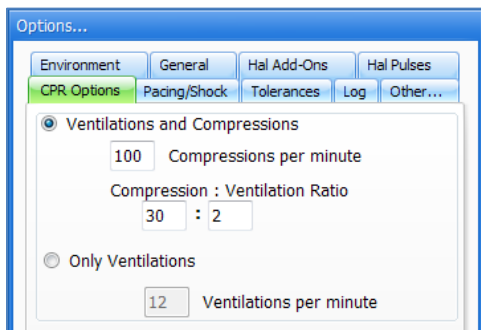 Options...
Environment General Hal Add-Ons Hal Pulses
CPR Options Pacing/Shock Tolerances Log Other...
Ventilations and Compressions
100 Compressions per minute
Compression : Ventilation Ratio
30 : 2
Only Ventilations
12 Ventilations per minute